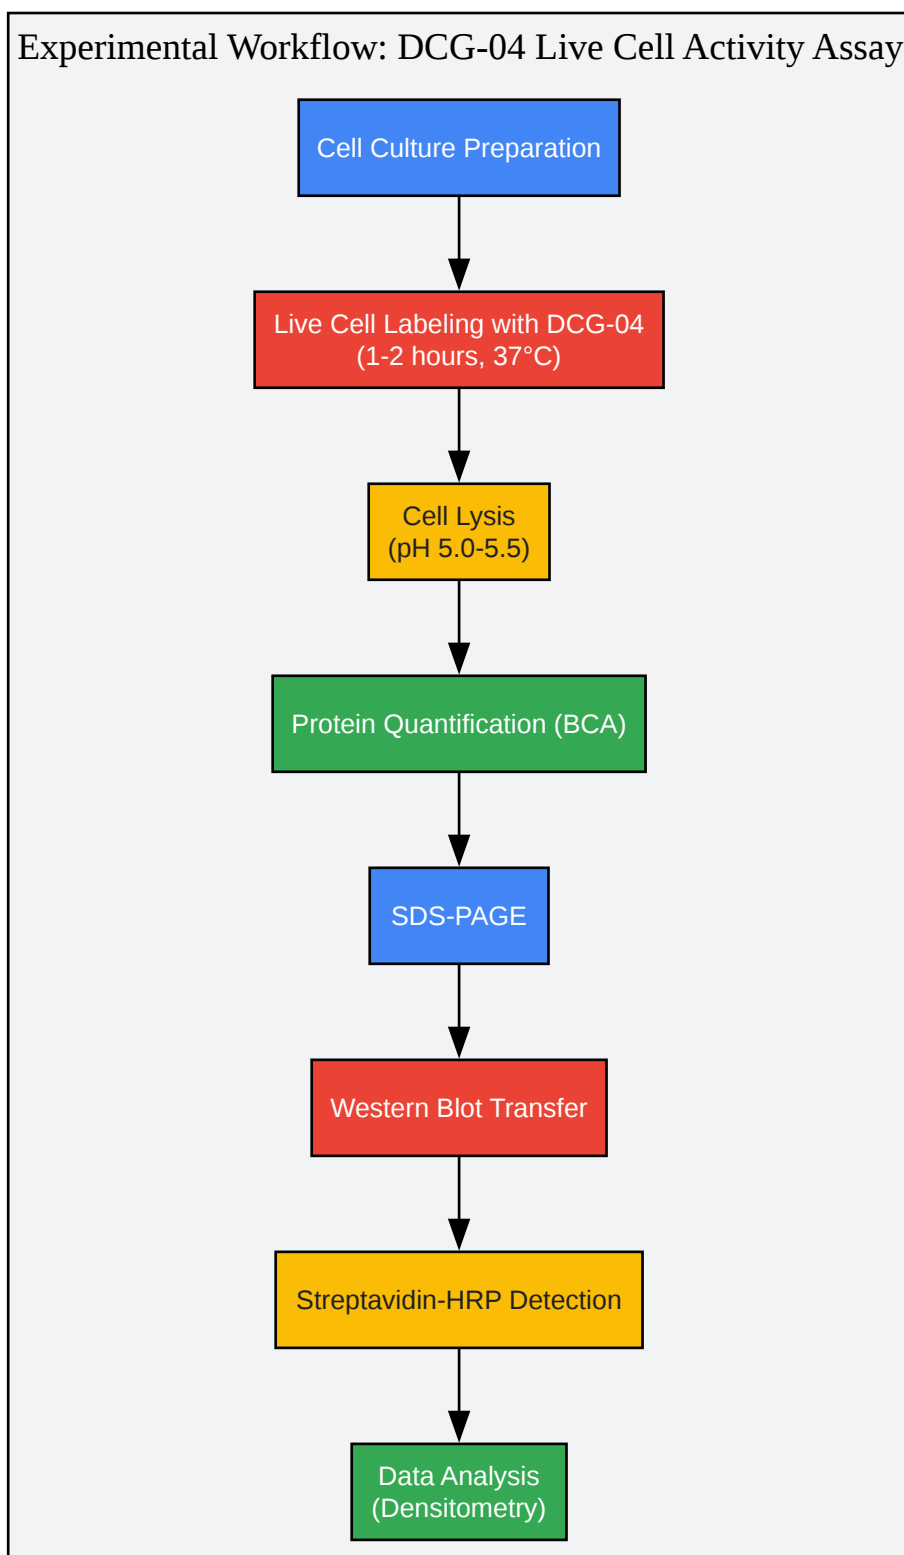 Experimental Workflow: DCG-04 Live Cell Activity Assay
Cell Culture Preparation
Live Cell Labeling with DCG-04
(1-2 hours, 37°C)
Cell Lysis
(pH 5.0-5.5)
Protein Quantification (BCA)
SDS-PAGE
Western Blot Transfer
Streptavidin-HRP Detection
Data Analysis
(Densitometry)